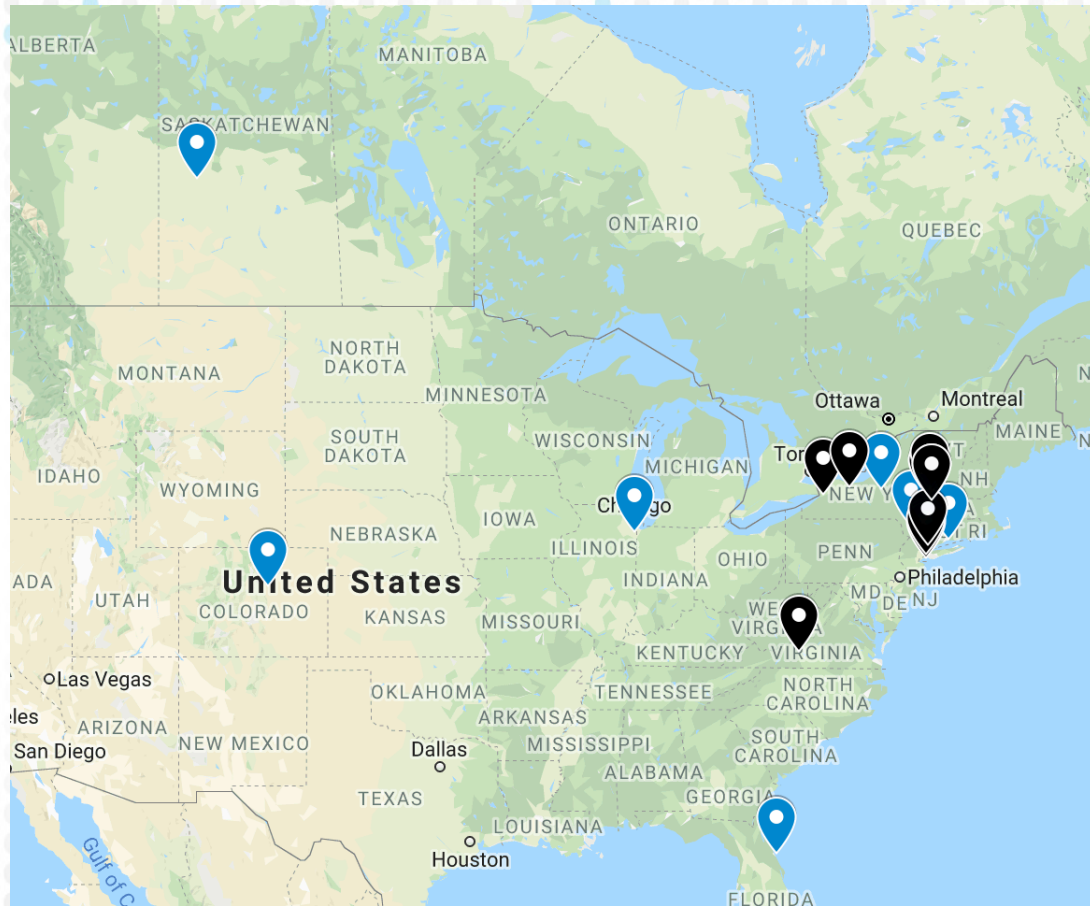 ALBERTA
MANITOBA
SASKATCHEWAN
ONTARIO
QUEBEC
NORTH
DAKOTA
MONTANA
MINNESOTA
Ottawa
Montreal
MAINE
SOUTH
DAKOTA
WISCONSIN
MICHIGAN
IDAHO
WYOMING
NH
NEW Y
IOWA
NEBRASKA
RI
ILLINOIS
OHIO
PENN
United States
INDIANA
Philadelphia
UTAH
COLORADO
KANSAS
MISSOURI
MD
DE
NJ
KENTUCKY
VIRGINIA
Las Vegas
OKLAHOMA
TENNESSEE
NORTH
CAROLINA
ARKANSAS
ARIZONA
NEW MEXICO
MISSISSIPPI
SOUTH
CAROLINA
San Diego
Dallas
ALABAMA
TEXAS
GEORGIA
LOUISIANA
Houston
Gulf of C
FLORIDA